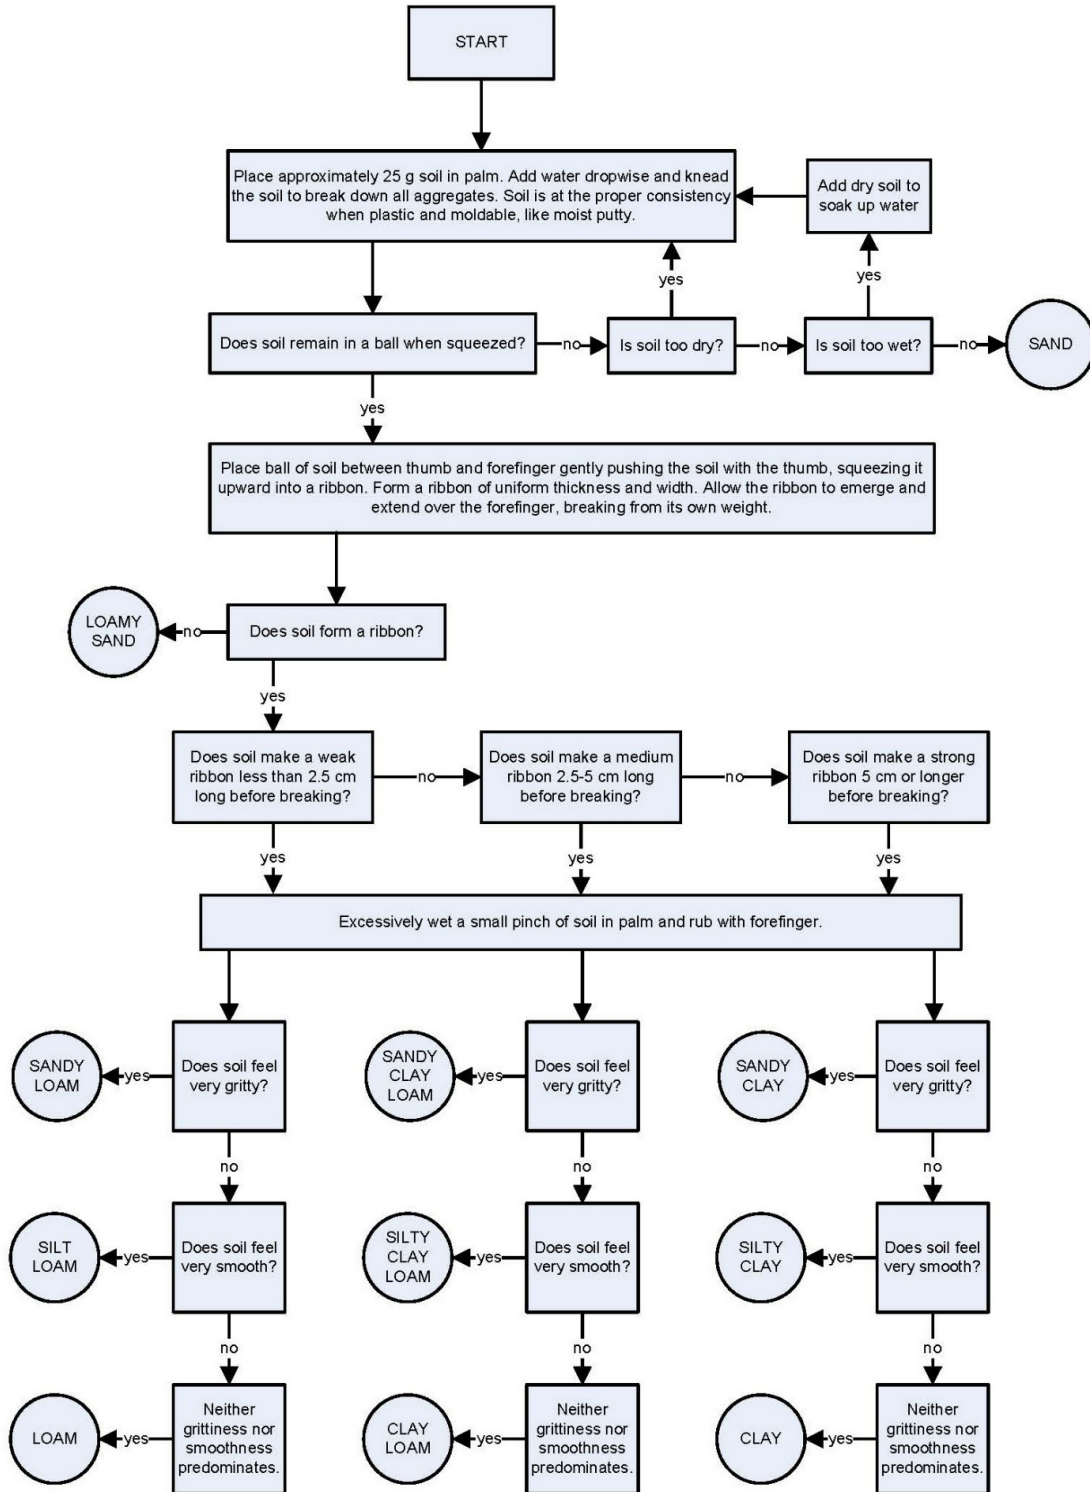 START
Place approximately 25 g soil in palm. Add water dropwise and knead
the soil to break down all aggregates. Soil is at the proper consistency
when plastic and moldable, like moist putty.
Add dry soil to
soak up water
yes
yes
Does soil remain in a ball when squeezed?
no
Is soil too dry?
no
Is soil too wet?
no
SAND
yes
Place ball of soil between thumb and forefinger gently pushing the soil with the thumb, squeezing it
upward into a ribbon. Form a ribbon of uniform thickness and width. Allow the ribbon to emerge and
extend over the forefinger, breaking from its own weight.
LOAMY
SAND
no
Does soil form a ribbon?
yes
Does soil make a weak
ribbon less than 2.5 cm
long before breaking?
no
Does soil make a medium
ribbon 2.5-5 cm long
before breaking?
no
Does soil make a strong
ribbon 5 cm or longer
before breaking?
yes
yes
yes
Excessively wet a small pinch of soil in palm and rub with forefinger.
SANDY
LOAM
yes
Does soil feel
very gritty?
SANDY
CLAY
LOAM
yes
Does soil feel
very gritty?
SANDY
CLAY
yes
Does soil feel
very gritty?
no
no
no
SILT
LOAM
yes
Does soil feel
very smooth?
SILTY
CLAY
LOAM
yes
Does soil feel
very smooth?
SILTY
CLAY
yes
Does soil feel
very smooth?
no
no
no
LOAM
yes
Neither
grittiness nor
smoothness
predominates.
CLAY
LOAM
yes
Neither
grittiness nor
smoothness
predominates.
CLAY
yes
Neither
grittiness nor
smoothness
predominates.